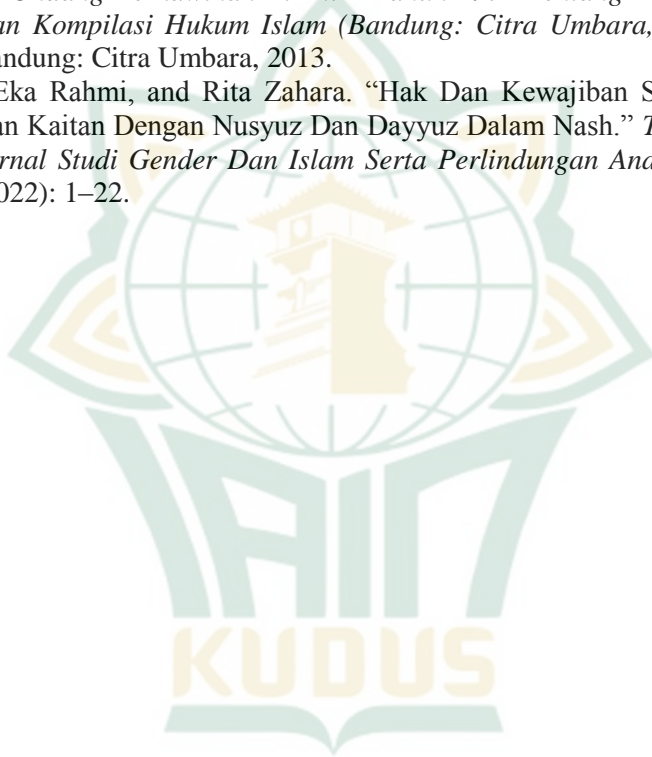 an Kompilasi Hukum Islam (Bandung: Citra Umbara,
andung: Citra Umbara, 2013.
Eka Rahmi, and Rita Zahara. “Hak Dan Kewajiban S
an Kaitan Dengan Nusyuz Dan Dayyuz Dalam Nash.” T
rnal Studi Gender Dan Islam Serta Perlindungan Ana
022): 1–22.
IAIN
KUDUS